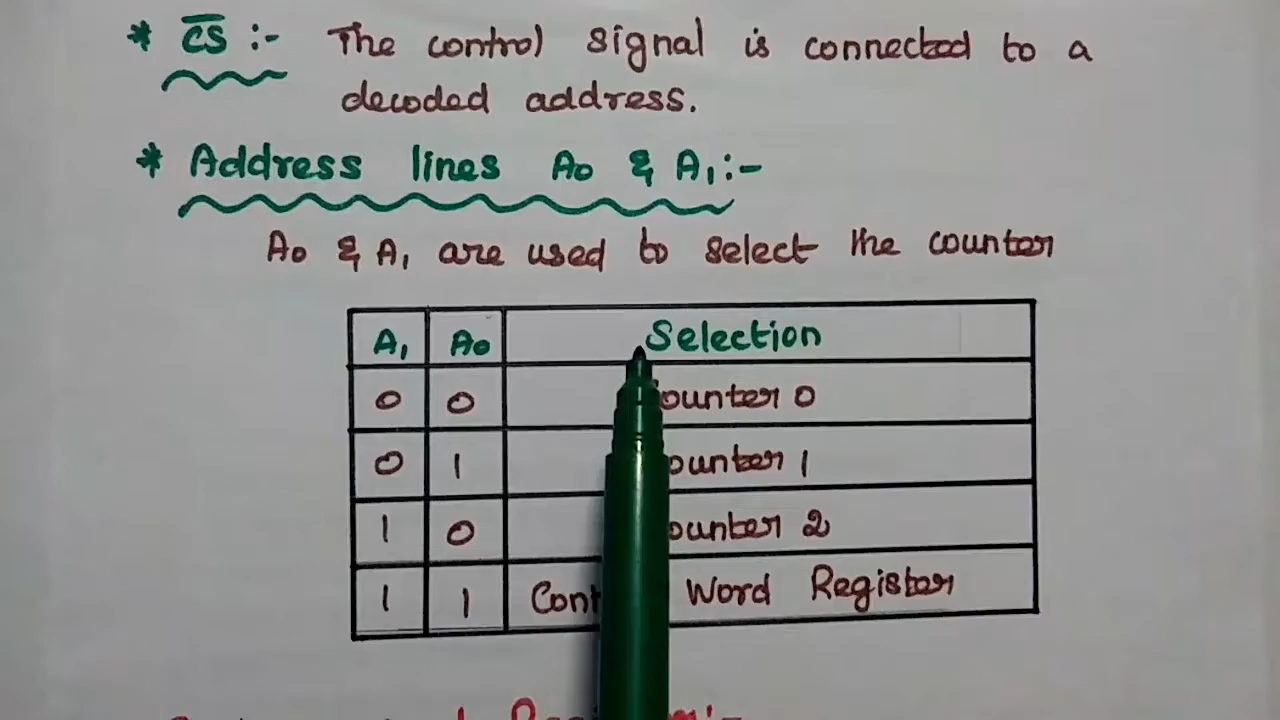 * C̅S̅ :- The control signal is connected to a
decoded address.
* Address lines A0 & A1 :-
A0 & A1 are used to select the counter
A1 A0 Selection
0 0 ounter 0
0 1 ounter 1
1 0 ounter 2
1 1 Cont Word Register